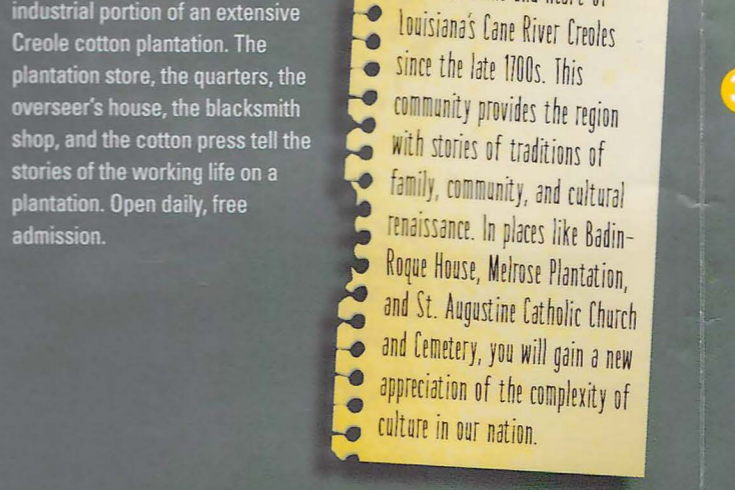 industrial portion of an extensive
Creole cotton plantation. The
plantation store, the quarters, the
overseer's house, the blacksmith
shop, and the cotton press tell the
stories of the working life on a
plantation. Open daily, free
admission.
Louisiana's Cane River Creoles
since the late 1700s. This
community provides the region
with stories of traditions of
family, community, and cultural
renaissance. In places like Badin-
Roque House, Melrose Plantation,
and St. Augustine Catholic Church
and Cemetery, you will gain a new
appreciation of the complexity of
culture in our nation.